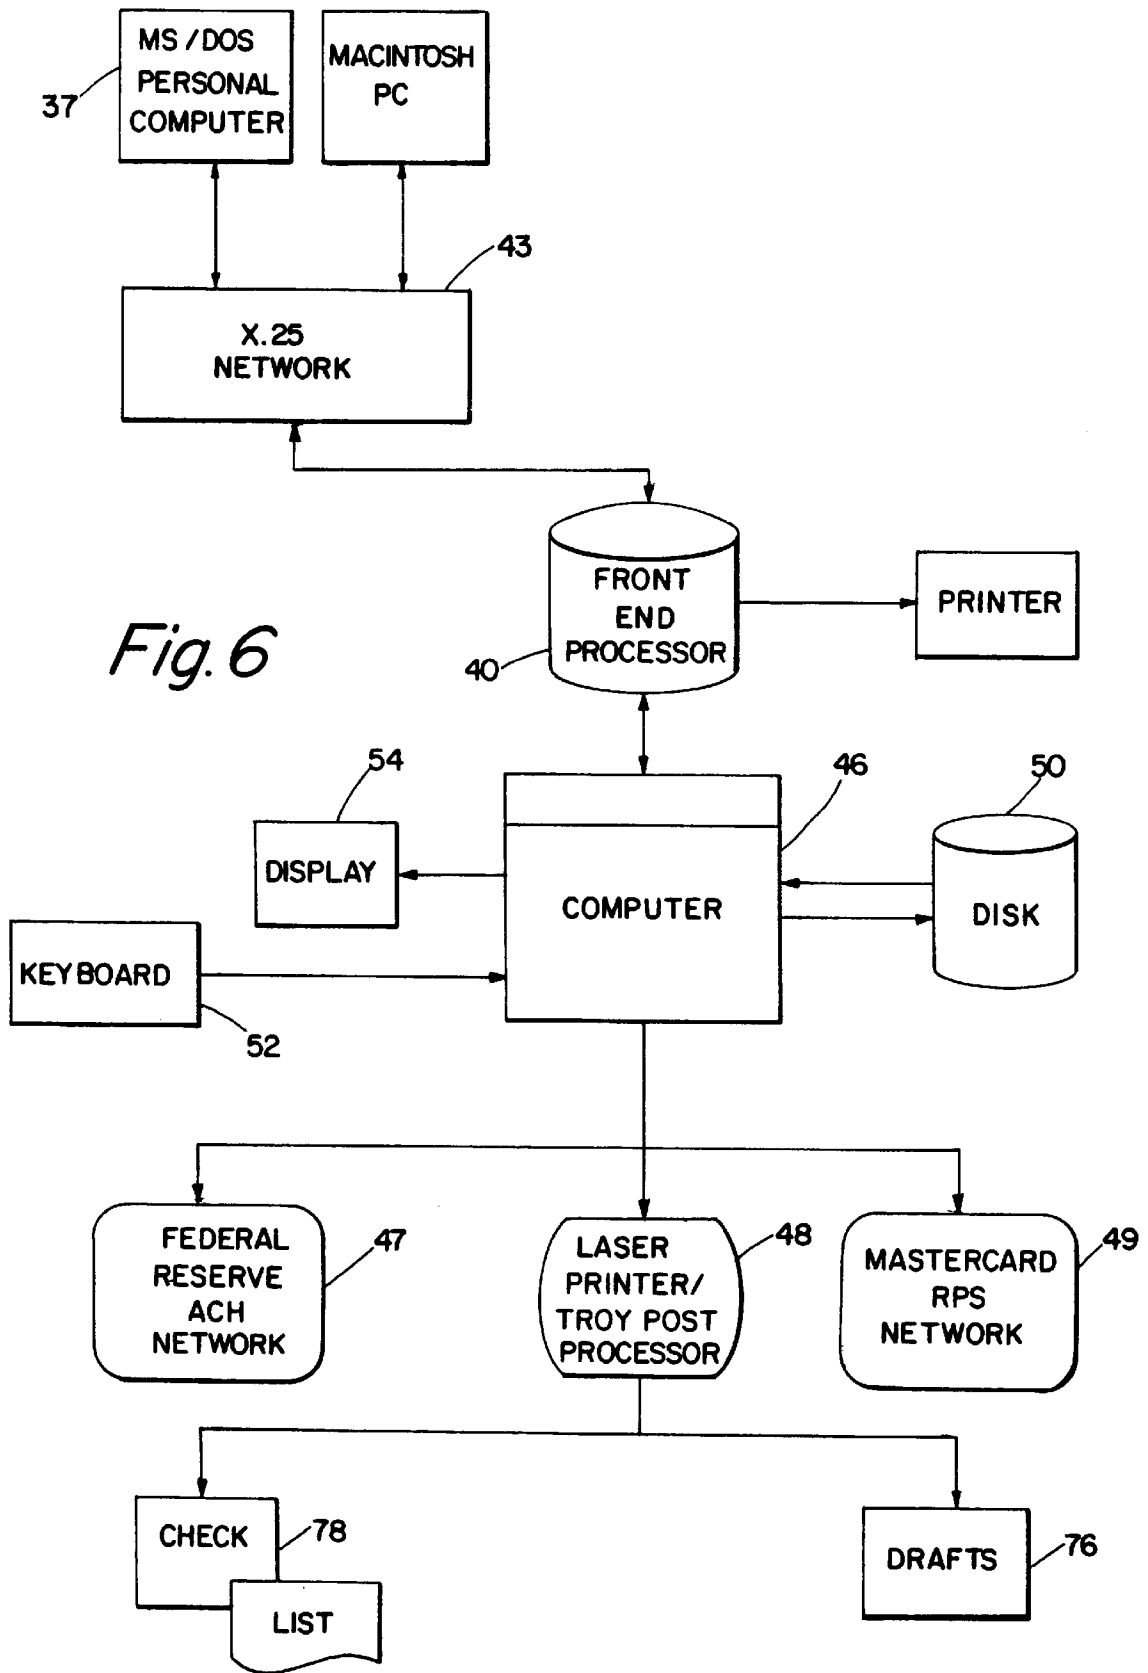 MS/DOS
PERSONAL
COMPUTER
37
MACINTOSH
PC
43
X.25
NETWORK
FRONT
END
PROCESSOR
40
PRINTER
Fig. 6
54
DISPLAY
46
COMPUTER
50
DISK
KEYBOARD
52
FEDERAL
RESERVE
ACH
NETWORK
47
LASER
PRINTER/
TROY POST
PROCESSOR
48
MASTERCARD
RPS
NETWORK
49
CHECK
78
LIST
DRAFTS
76